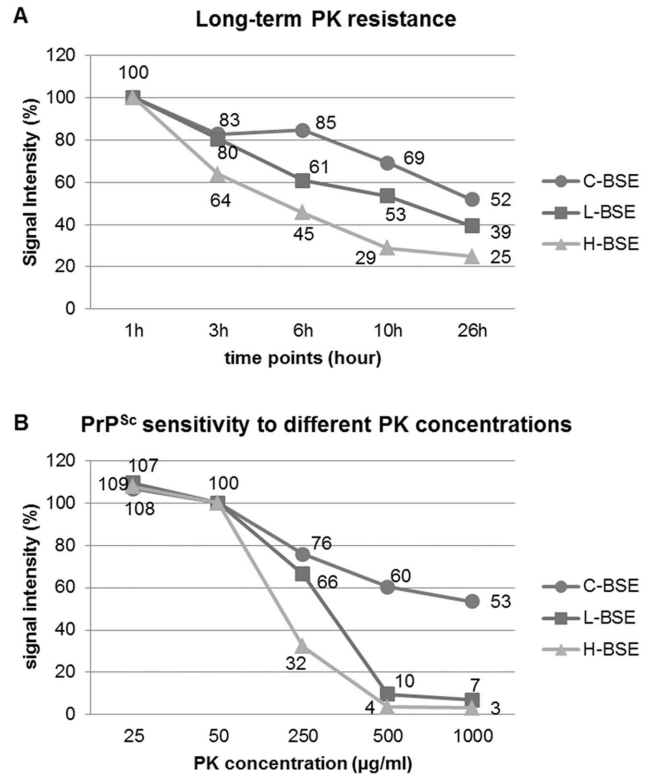 A
Long-term PK resistance
Signal Intensity (%)
120
100
80
60
40
20
0
100
83
85
69
52
80
61
53
39
64
45
29
25
1h
3h
6h
10h
26h
time points (hour)
C-BSE
L-BSE
H-BSE
B
PrPSc sensitivity to different PK concentrations
signal intensity (%)
120
100
80
60
40
20
0
107
109
108
100
76
60
53
66
10
7
32
4
3
25
50
250
500
1000
PK concentration (µg/ml)
C-BSE
L-BSE
H-BSE